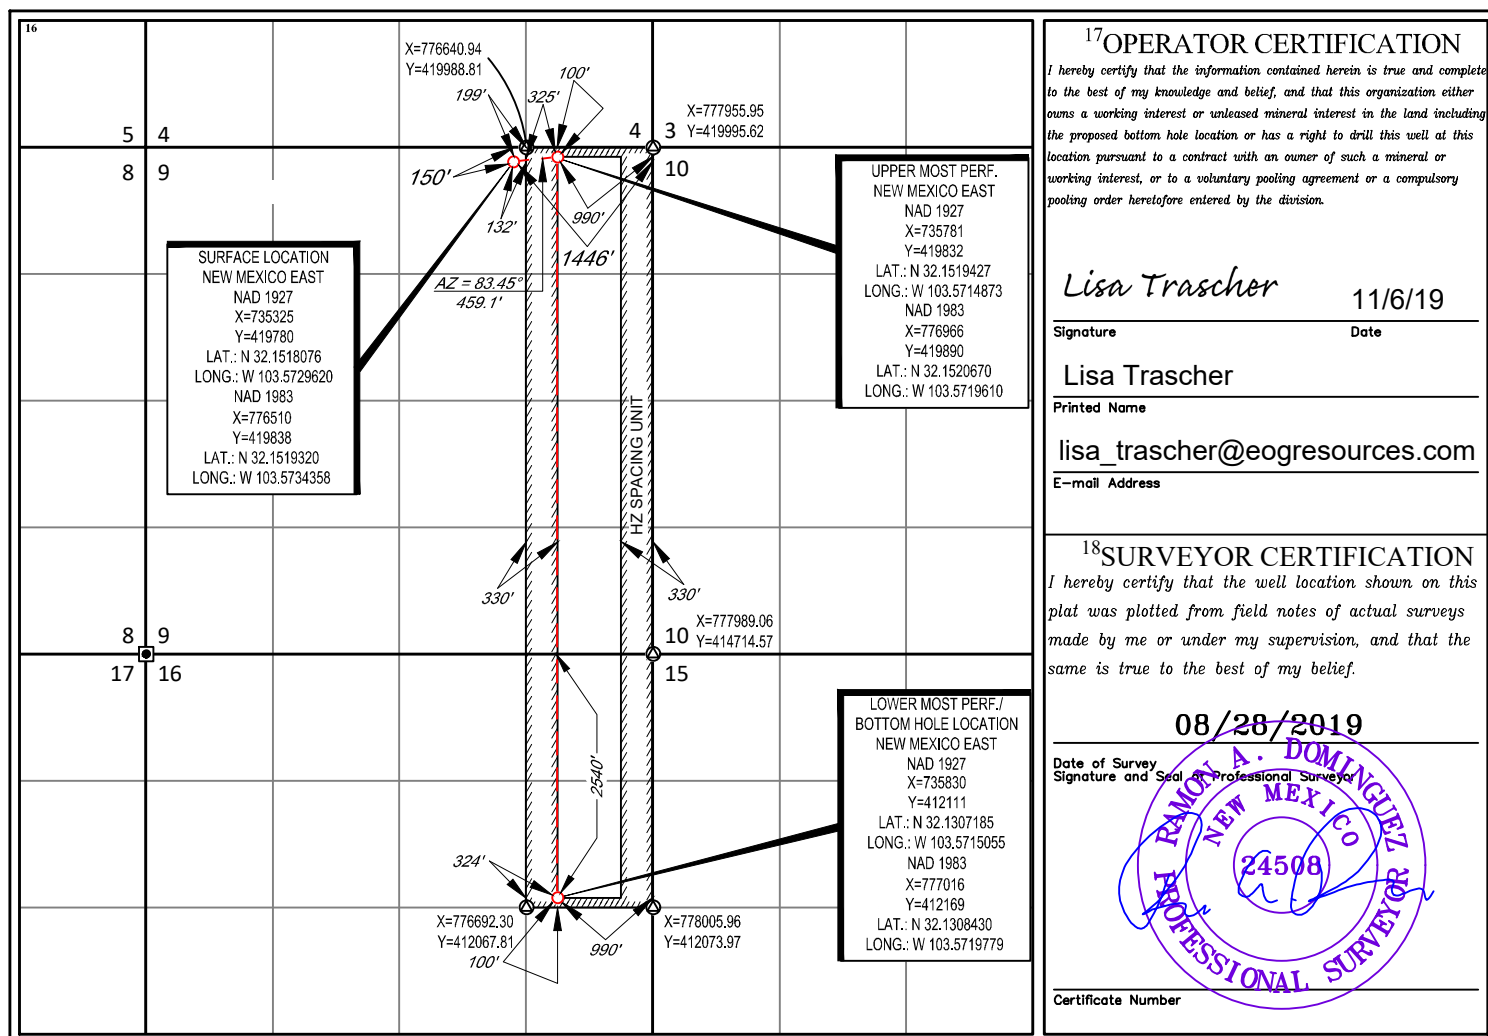 16
X=776640.94
Y=419988.81
199'
325'
100'
X=777955.95
Y=419995.62
5 4
4 3
8 9
10
150'
132'
990'
1446'
AZ = 83.45°
459.1'
SURFACE LOCATION
NEW MEXICO EAST
NAD 1927
X=735325
Y=419780
LAT.: N 32.1518076
LONG.: W 103.5729620
NAD 1983
X=776510
Y=419838
LAT.: N 32.1519320
LONG.: W 103.5734358
UPPER MOST PERF.
NEW MEXICO EAST
NAD 1927
X=735781
Y=419832
LAT.: N 32.1519427
LONG.: W 103.5714873
NAD 1983
X=776966
Y=419890
LAT.: N 32.1520670
LONG.: W 103.5719610
HZ SPACING UNIT
330'
330'
X=777989.06
Y=414714.57
8 9
10
17 16
15
2540'
LOWER MOST PERF./
BOTTOM HOLE LOCATION
NEW MEXICO EAST
NAD 1927
X=735830
Y=412111
LAT.: N 32.1307185
LONG.: W 103.5715055
NAD 1983
X=777016
Y=412169
LAT.: N 32.1308430
LONG.: W 103.5719779
324'
X=776692.30
Y=412067.81
100'
990'
X=778005.96
Y=412073.97
17 OPERATOR CERTIFICATION
I hereby certify that the information contained herein is true and complete
to the best of my knowledge and belief, and that this organization either
owns a working interest or unleased mineral interest in the land including
the proposed bottom hole location or has a right to drill this well at this
location pursuant to a contract with an owner of such a mineral or
working interest, or to a voluntary pooling agreement or a compulsory
pooling order heretofore entered by the division.
Lisa Trascher 11/6/19
Signature Date
Lisa Trascher
Printed Name
lisa_trascher@eogresources.com
E-mail Address
18 SURVEYOR CERTIFICATION
I hereby certify that the well location shown on this
plat was plotted from field notes of actual surveys
made by me or under my supervision, and that the
same is true to the best of my belief.
08/28/2019
Date of Survey
Signature and Seal of Professional Surveyor
RAMON A. DOMINGUEZ
NEW MEXICO
24508
PROFESSIONAL SURVEYOR
Certificate Number